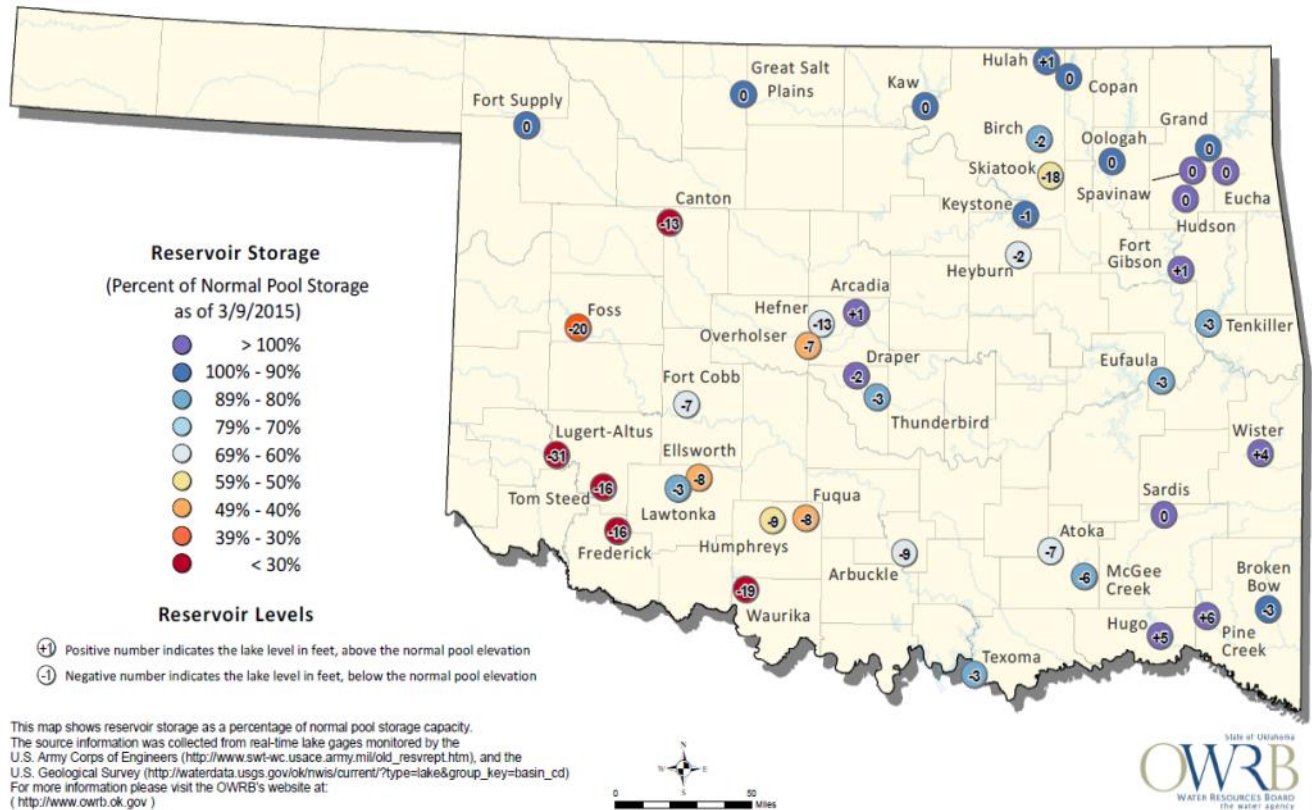 Hulah
+1
0
Copan
Great Salt
Plains
0
Kaw
0
Fort Supply
0
Birch
-2
Oologah
0
Grand
0
Skiatook
-18
Spavinaw
0
0
Eucha
0
Hudson
Keystone
-1
Canton
-13
Heyburn
-2
Fort
Gibson
+1
Reservoir Storage
(Percent of Normal Pool Storage
as of 3/9/2015)
> 100%
100% - 90%
89% - 80%
79% - 70%
69% - 60%
59% - 50%
49% - 40%
39% - 30%
< 30%
Foss
-20
Hefner
-13
Arcadia
+1
Overholser
-7
Draper
-2
-3
Thunderbird
-3
Tenkiller
Eufaula
-3
Fort Cobb
-7
Lugert-Altus
-31
Ellsworth
-8
Tom Steed
-16
-3
Lawtonka
-16
Frederick
Wister
+4
Sardis
0
Fuqua
-8
-9
Humphreys
-9
Arbuckle
Atoka
-7
-6
McGee
Creek
Broken
Bow
-3
-19
Waurika
Hugo
+5
+6
Pine
Creek
Texoma
-3
Reservoir Levels
+1 Positive number indicates the lake level in feet, above the normal pool elevation
-1 Negative number indicates the lake level in feet, below the normal pool elevation
This map shows reservoir storage as a percentage of normal pool storage capacity.
The source information was collected from real-time lake gages monitored by the
U.S. Army Corps of Engineers (http://www.swt-wc.usace.army.mil/old_resvrept.htm), and the
U.S. Geological Survey (http://waterdata.usgs.gov/ok/nwis/current/?type=lake&group_key=basin_cd)
For more information please visit the OWRB's website at:
( http://www.owrb.ok.gov )
N
W E
S
0 50
Miles
State of Oklahoma
OWRB
WATER RESOURCES BOARD
the water agency